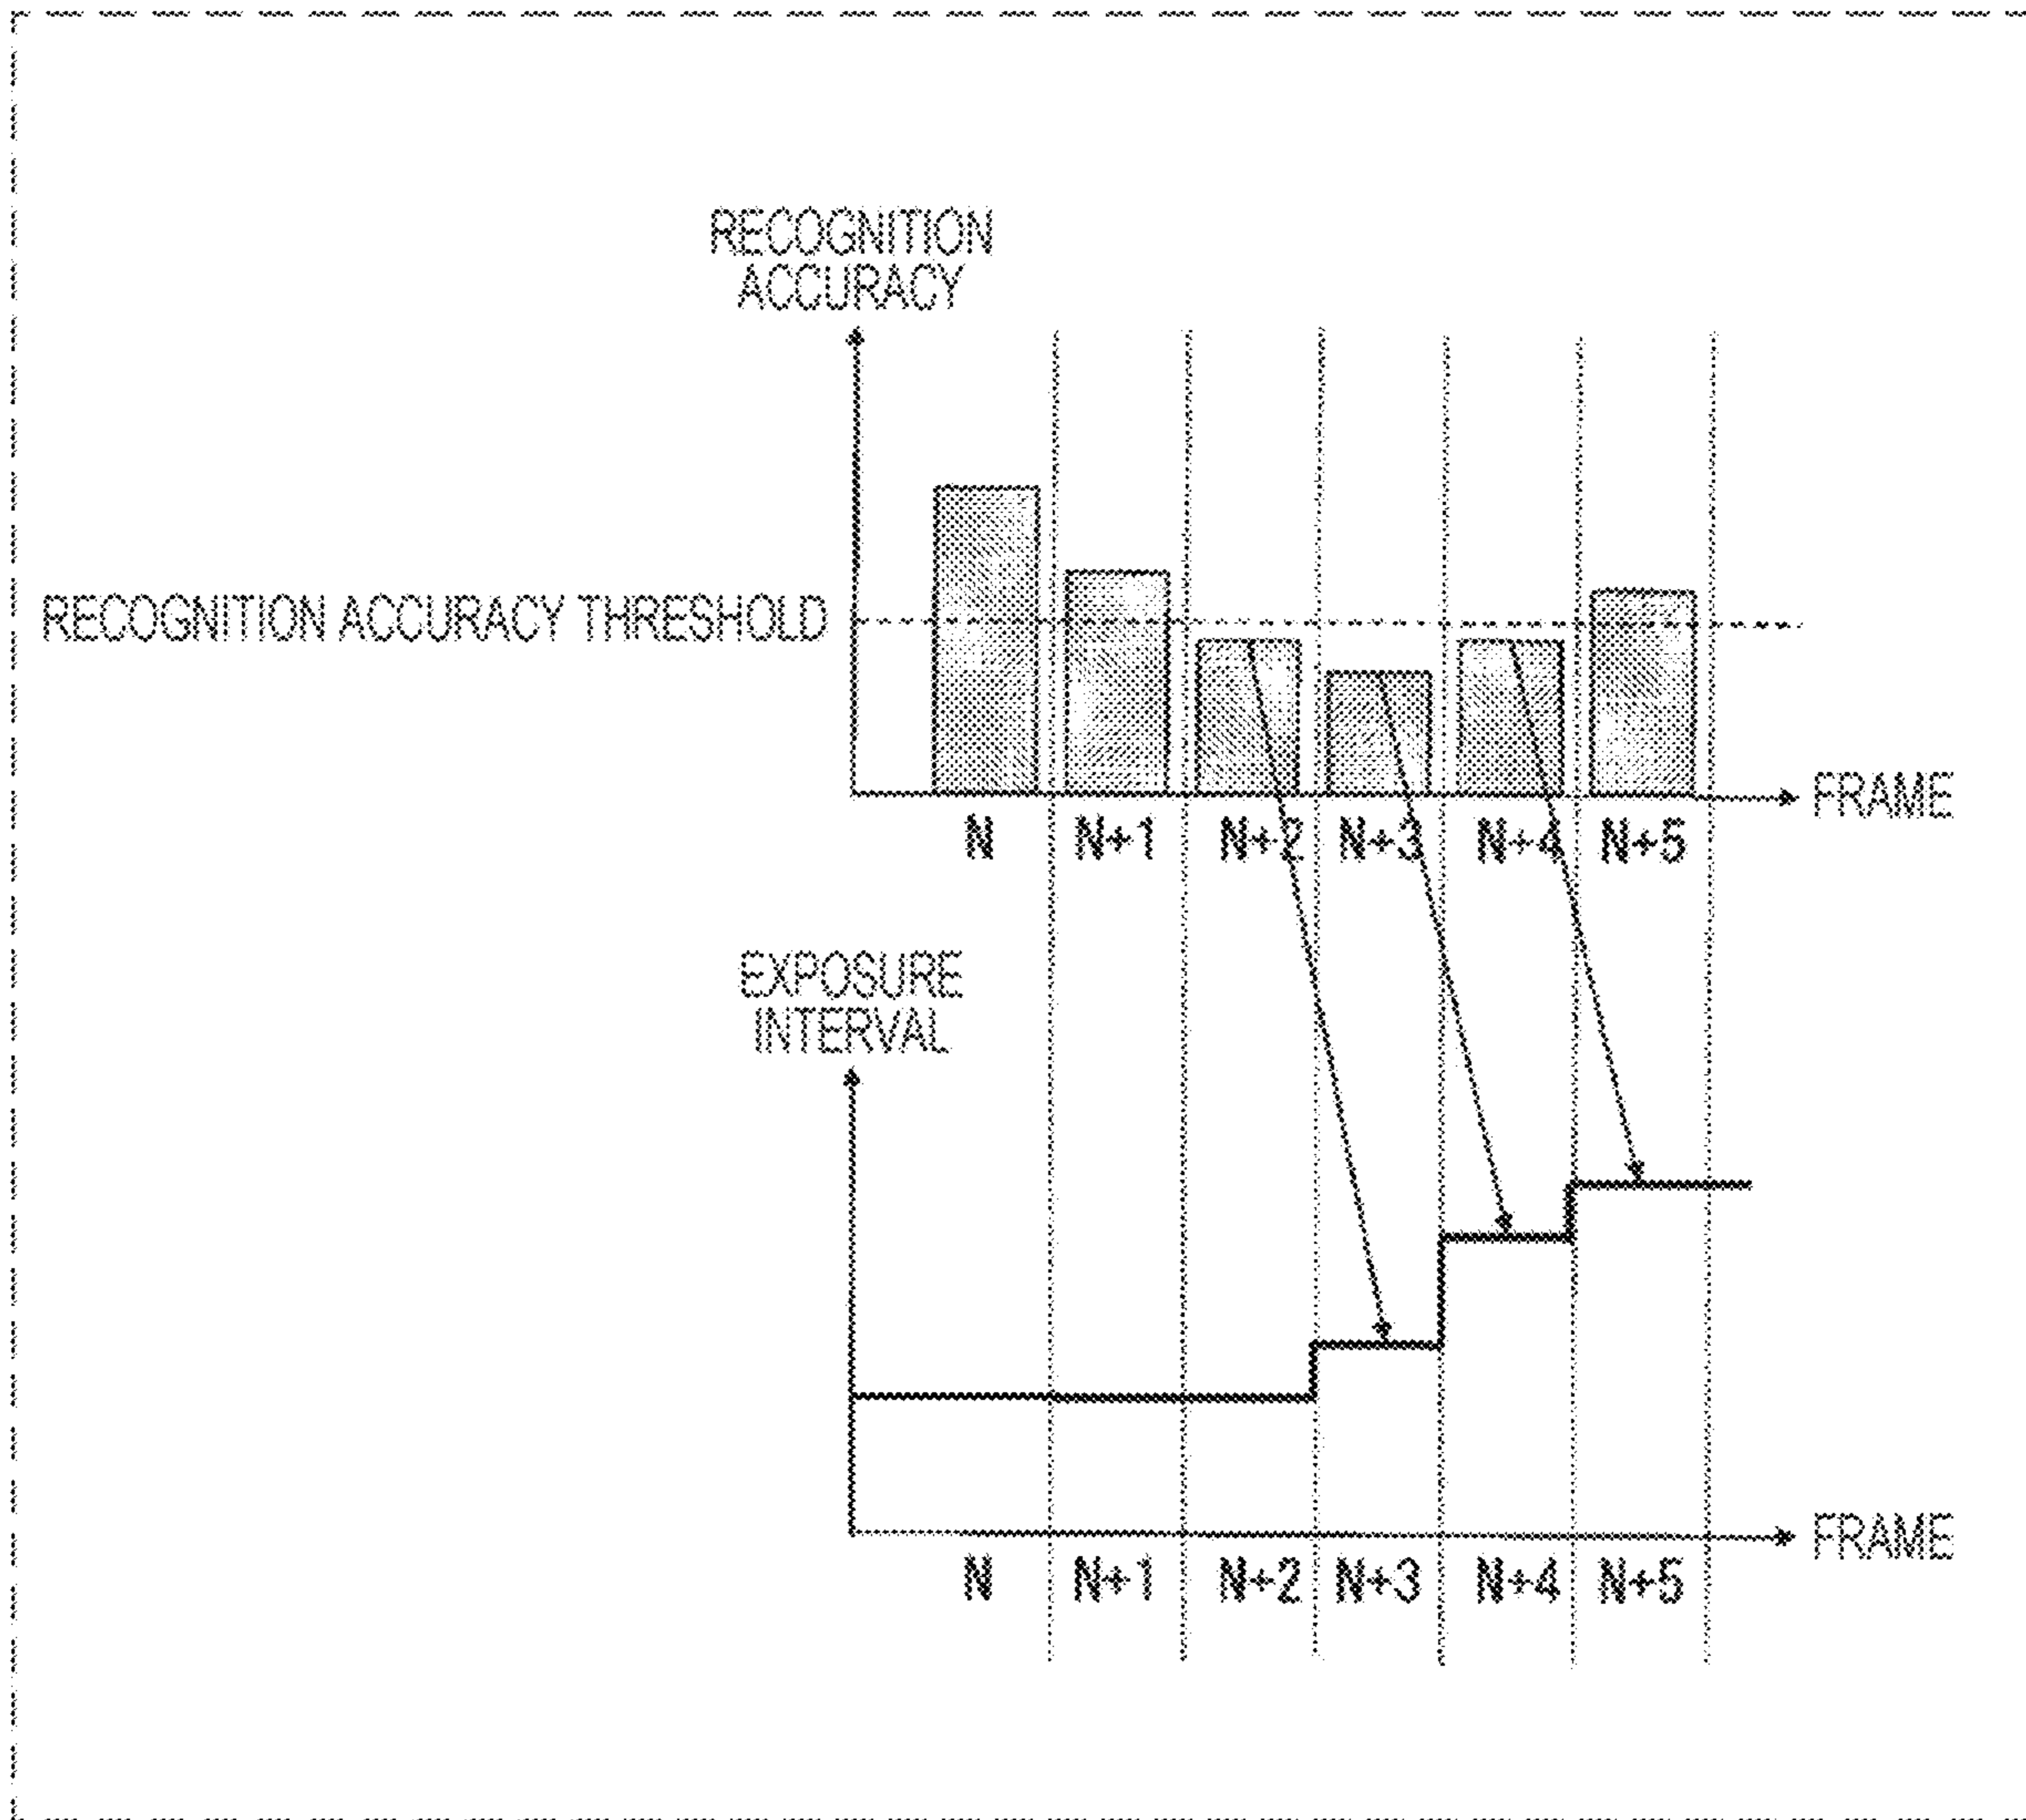 RECOGNITION
ACCURACY
RECOGNITION ACCURACY THRESHOLD
FRAME
N N+1 N+2 N+3 N+4 N+5
EXPOSURE
INTERVAL
FRAME
N N+1 N+2 N+3 N+4 N+5